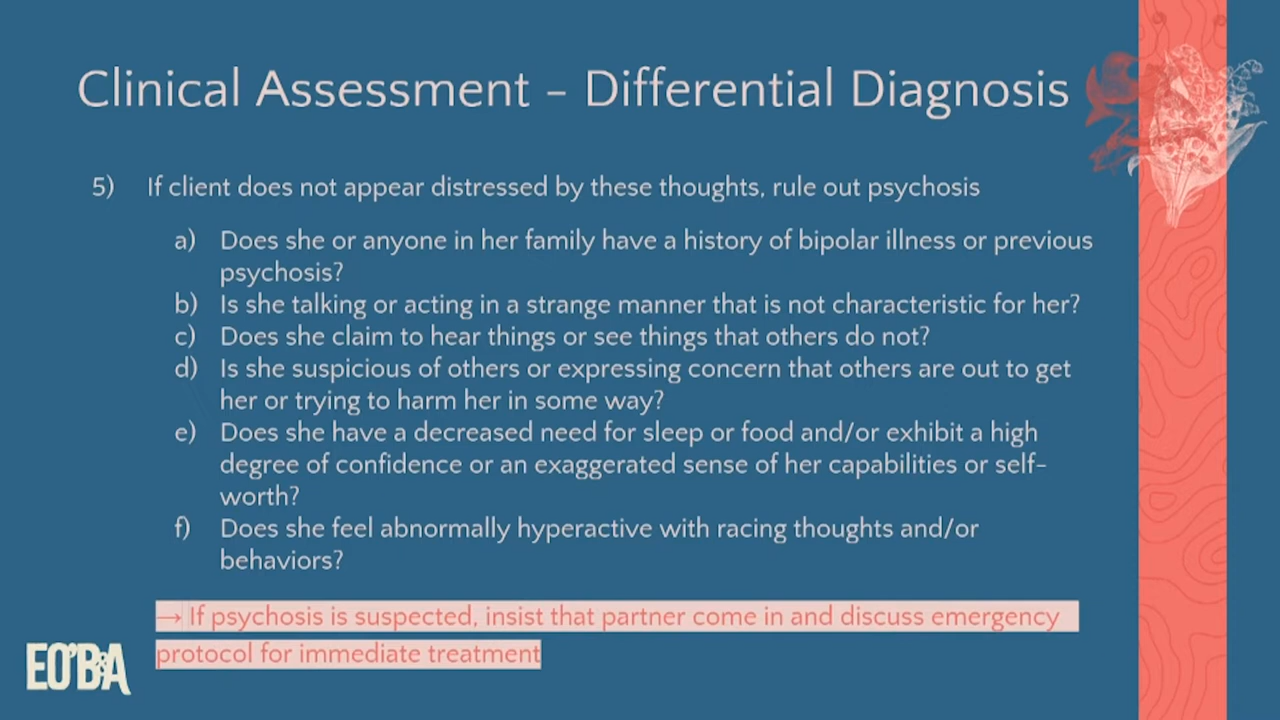 Clinical Assessment – Differential Diagnosis
5) If client does not appear distressed by these thoughts, rule out psychosis
a) Does she or anyone in her family have a history of bipolar illness or previous
psychosis?
b) Is she talking or acting in a strange manner that is not characteristic for her?
c) Does she claim to hear things or see things that others do not?
d) Is she suspicious of others or expressing concern that others are out to get
her or trying to harm her in some way?
e) Does she have a decreased need for sleep or food and/or exhibit a high
degree of confidence or an exaggerated sense of her capabilities or self-
worth?
f) Does she feel abnormally hyperactive with racing thoughts and/or
behaviors?
→ If psychosis is suspected, insist that partner come in and discuss emergency
protocol for immediate treatment